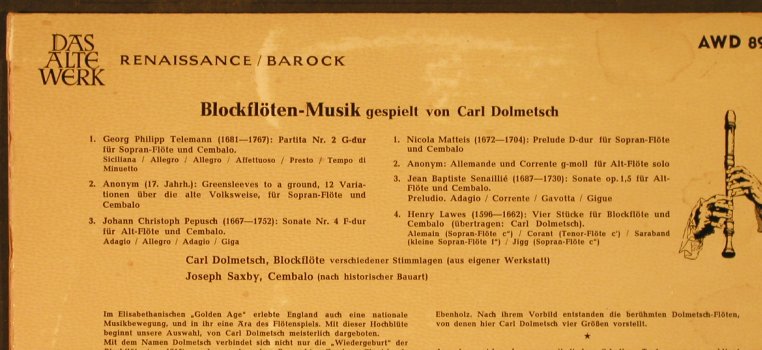 DAS
ALTE
WERK
RENAISSANCE / BAROCK
AWD 89
Blockflöten-Musik gespielt von Carl Dolmetsch
1. Georg Philipp Telemann (1681—1767): Partita Nr. 2 G-dur
für Sopran-Flöte und Cembalo.
Siciliana / Allegro / Allegro / Affettuoso / Presto / Tempo di
Minuetto
2. Anonym (17. Jahrh.): Greensleeves to a ground, 12 Varia-
tionen über die alte Volksweise, für Sopran-Flöte und
Cembalo
3. Johann Christoph Pepusch (1667—1752): Sonate Nr. 4 F-dur
für Alt-Flöte und Cembalo.
Adagio / Allegro / Adagio / Giga
1. Nicola Matteis (1672—1704): Prelude D-dur für Sopran-Flöte
und Cembalo
2. Anonym: Allemande und Corrente g-moll für Alt-Flöte solo
3. Jean Baptiste Senaillié (1687—1730): Sonate op. 1,5 für Alt-
Flöte und Cembalo.
Preludio. Adagio / Corrente / Gavotta / Gigue
4. Henry Lawes (1596—1662): Vier Stücke für Blockflöte und
Cembalo (übertragen: Carl Dolmetsch).
Alemain (Sopran-Flöte c“) / Corant (Tenor-Flöte c‘) / Saraband
(kleine Sopran-Flöte f“) / Jigg (Sopran-Flöte c“)
Carl Dolmetsch, Blockflöte verschiedener Stimmlagen (aus eigener Werkstatt)
Joseph Saxby, Cembalo (nach historischer Bauart)
Im Elisabethanischen „Golden Age“ erlebte England auch eine nationale
Musikbewegung, und in ihr eine Ära des Flötenspiels. Mit dieser Hochblüte
beginnt unsere Auswahl, von Carl Dolmetsch meisterlich dargeboten.
Mit dem Namen Dolmetsch verbindet sich nicht nur die „Wiedergeburt“ der
Ebenholz. Nach ihrem Vorbild entstanden die berühmten Dolmetsch-Flöten,
von denen hier Carl Dolmetsch vier Größen vorstellt.